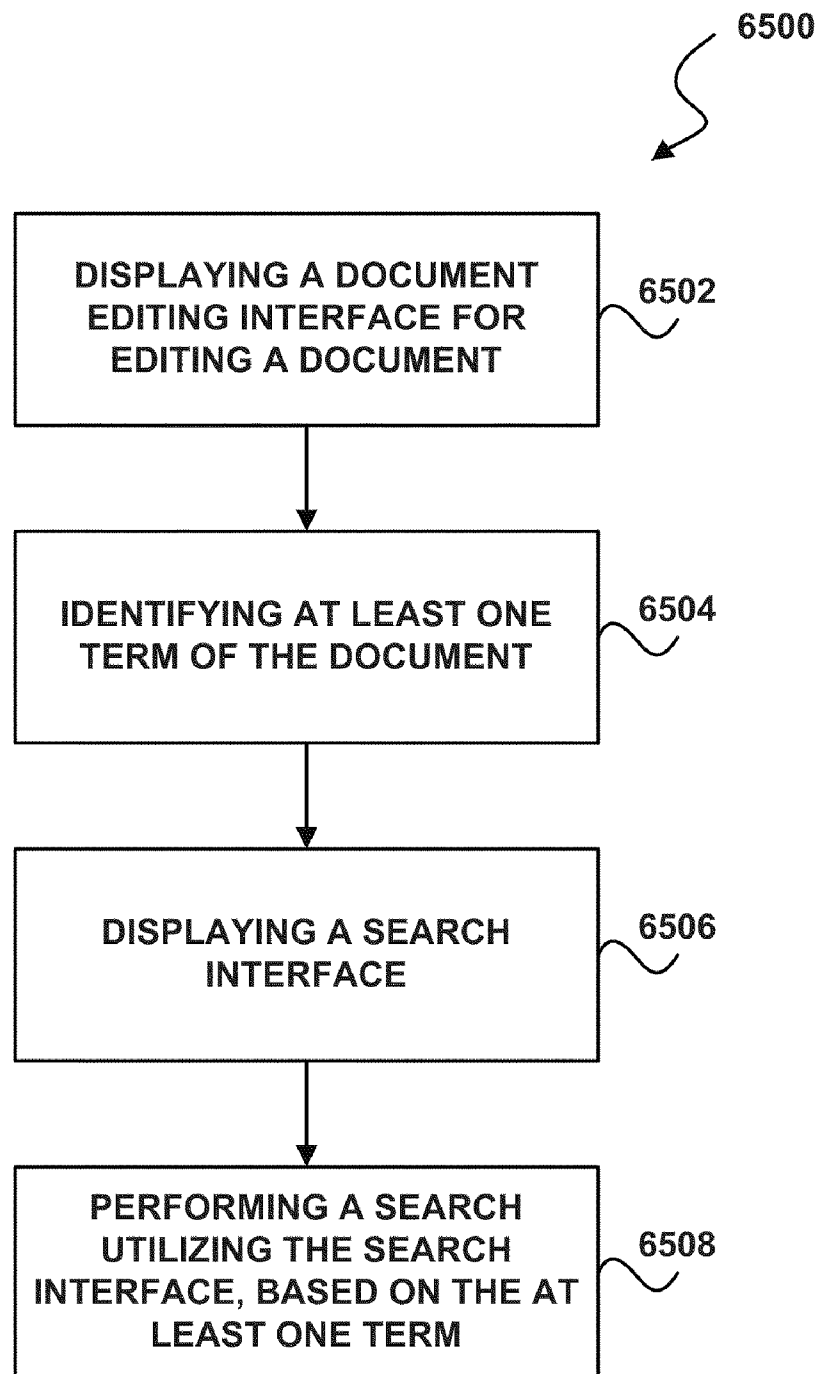 6500
DISPLAYING A DOCUMENT
EDITING INTERFACE FOR
EDITING A DOCUMENT
6502
IDENTIFYING AT LEAST ONE
TERM OF THE DOCUMENT
6504
DISPLAYING A SEARCH
INTERFACE
6506
PERFORMING A SEARCH
UTILIZING THE SEARCH
INTERFACE, BASED ON THE AT
LEAST ONE TERM
6508